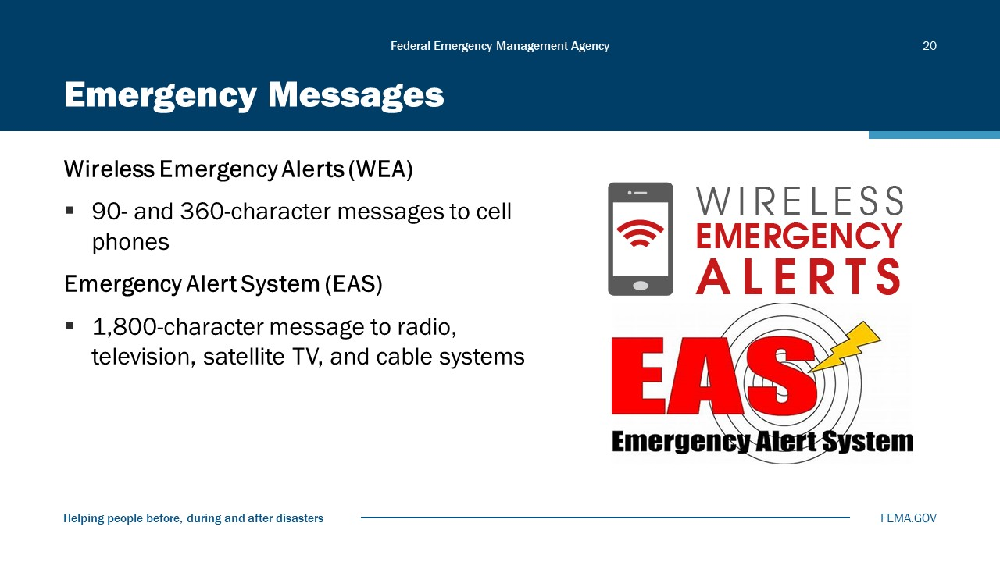 Federal Emergency Management Agency
20
Emergency Messages
Wireless Emergency Alerts (WEA)
▪ 90- and 360-character messages to cell
phones
Emergency Alert System (EAS)
▪ 1,800-character message to radio,
television, satellite TV, and cable systems
WIRELESS
EMERGENCY
ALERTS
EAS
Emergency Alert System
Helping people before, during and after disasters
FEMA.GOV